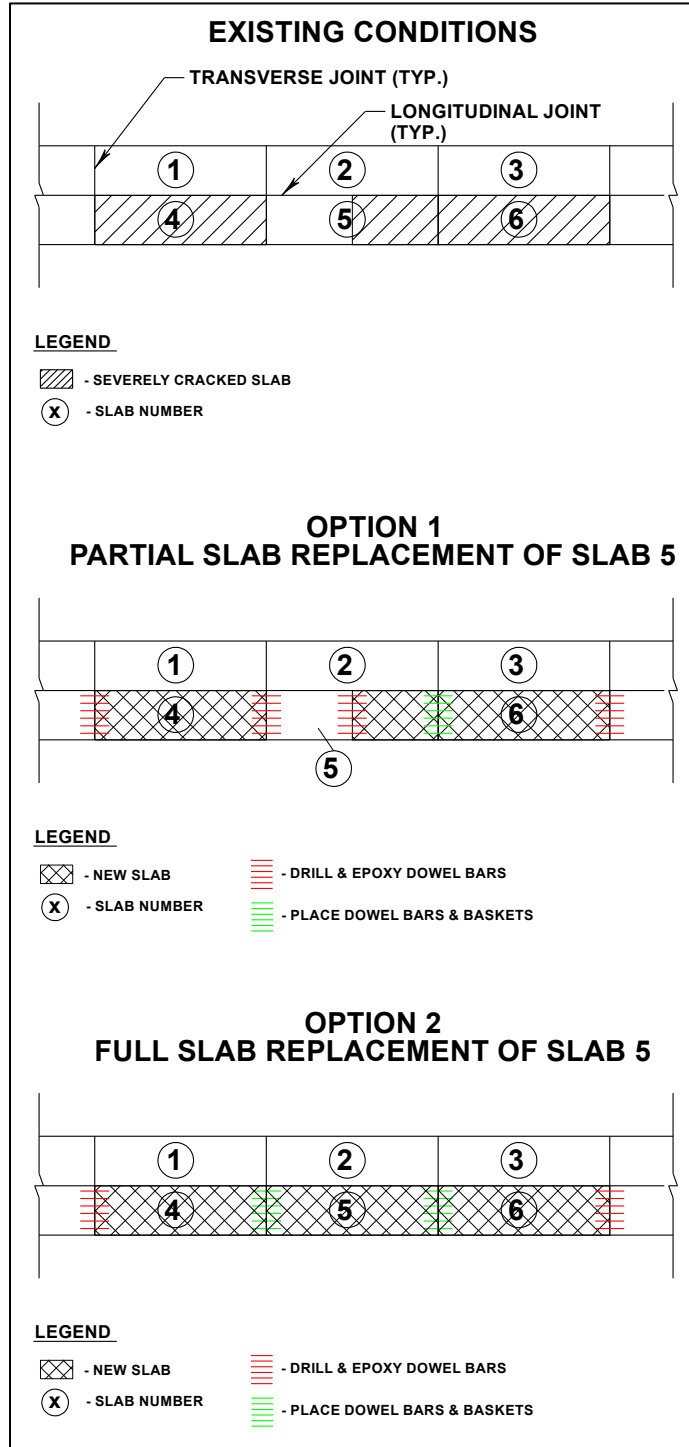 EXISTING CONDITIONS
TRANSVERSE JOINT (TYP.)
LONGITUDINAL JOINT
(TYP.)
1 2 3
4 5 6
LEGEND
- SEVERELY CRACKED SLAB
X - SLAB NUMBER
OPTION 1
PARTIAL SLAB REPLACEMENT OF SLAB 5
1 2 3
4 6
5
LEGEND
- NEW SLAB - DRILL & EPOXY DOWEL BARS
X - SLAB NUMBER - PLACE DOWEL BARS & BASKETS
OPTION 2
FULL SLAB REPLACEMENT OF SLAB 5
1 2 3
4 5 6
LEGEND
- NEW SLAB - DRILL & EPOXY DOWEL BARS
X - SLAB NUMBER - PLACE DOWEL BARS & BASKETS